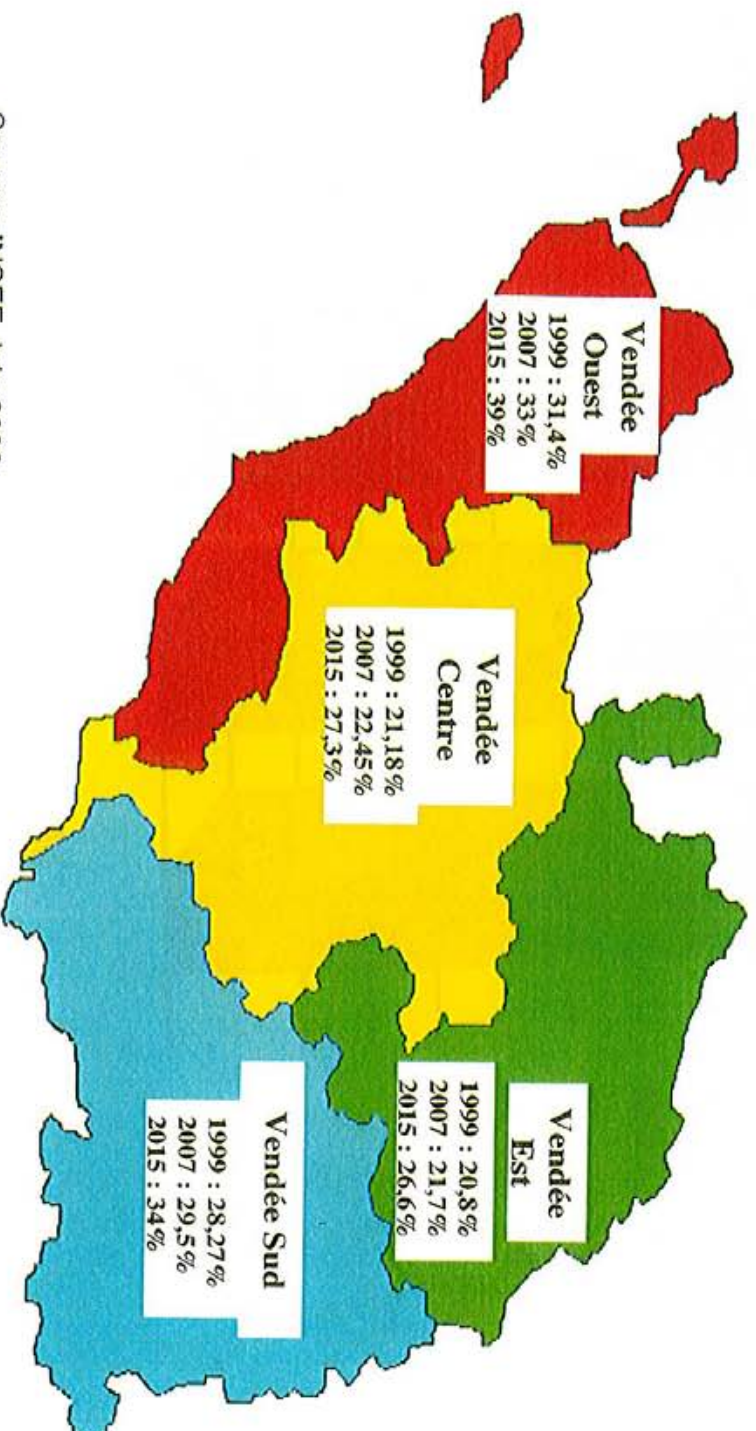 Vendée
Ouest
1999 : 31,4%
2007 : 33%
2015 : 39%
Vendée
Centre
1999 : 21,18%
2007 : 22,45%
2015 : 27,3%
Vendée
Est
1999 : 20,8%
2007 : 21,7%
2015 : 26,6%
Vendée Sud
1999 : 28,27%
2007 : 29,5%
2015 : 34%